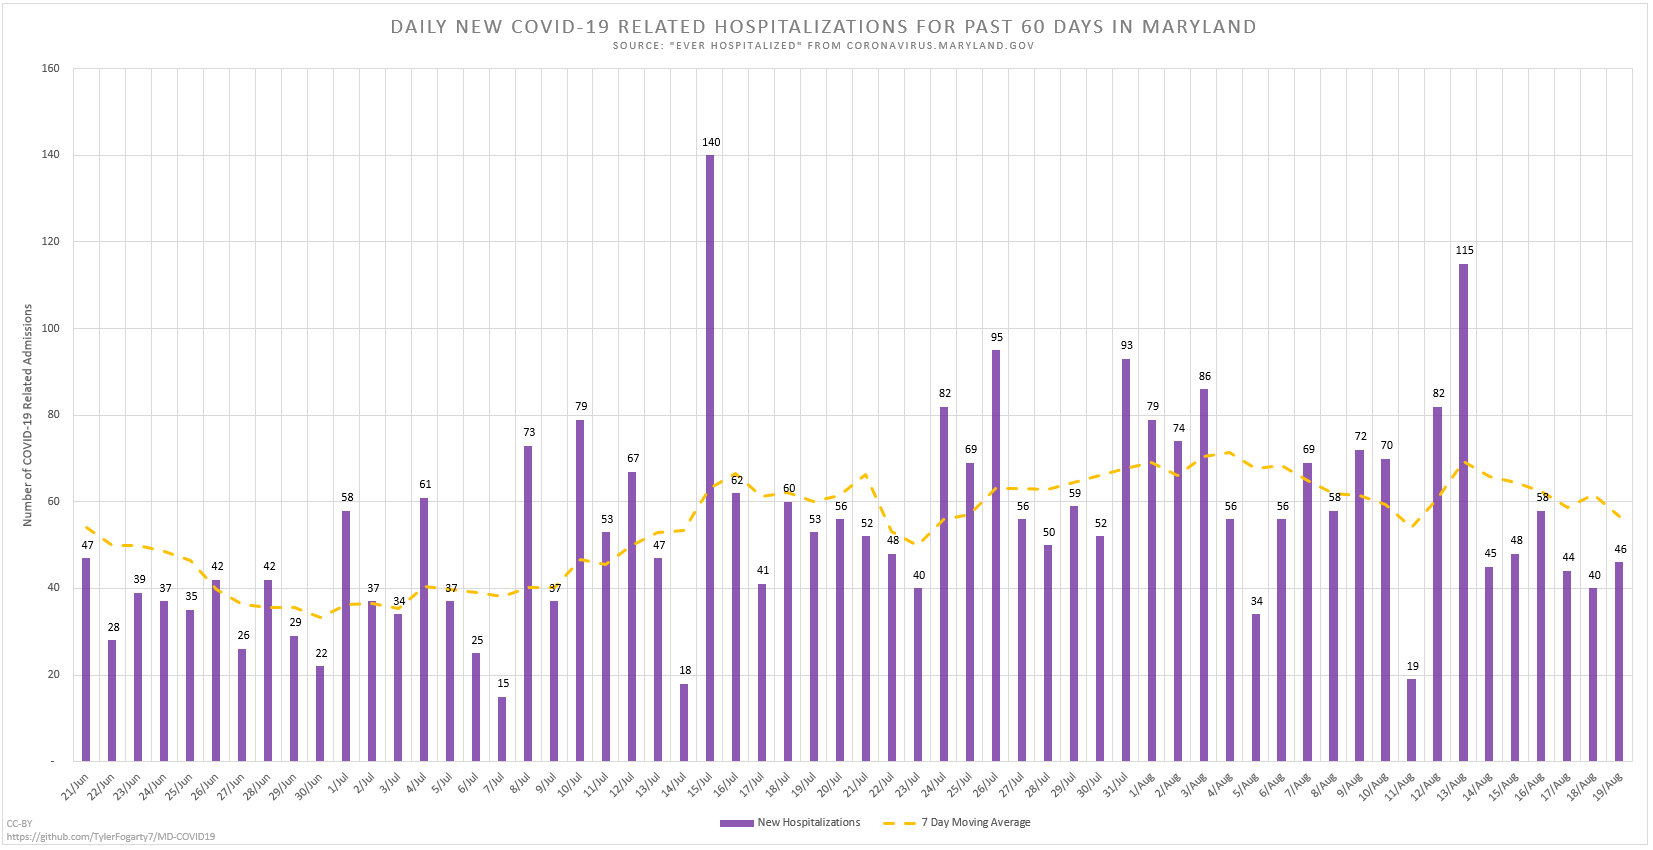 DAILY NEW COVID-19 RELATED HOSPITALIZATIONS FOR PAST 60 DAYS IN MARYLAND
SOURCE: "EVER HOSPITALIZED" FROM CORONAVIRUS.MARYLAND.GOV
Number of COVID-19 Related Admissions
160
140
120
100
80
60
40
20
-
47 28 39 37 35 42 26 42 29 22 58 37 34 61 37 25 15 73 37 79 53 67 47 18 140 62 41 60 53 56 52 48 40 82 69 95 56 50 59 52 93 79 74 86 56 34 56 69 58 72 70 19 82 115 45 48 58 44 40 46
21/Jun 22/Jun 23/Jun 24/Jun 25/Jun 26/Jun 27/Jun 28/Jun 29/Jun 30/Jun 1/Jul 2/Jul 3/Jul 4/Jul 5/Jul 6/Jul 7/Jul 8/Jul 9/Jul 10/Jul 11/Jul 12/Jul 13/Jul 14/Jul 15/Jul 16/Jul 17/Jul 18/Jul 19/Jul 20/Jul 21/Jul 22/Jul 23/Jul 24/Jul 25/Jul 26/Jul 27/Jul 28/Jul 29/Jul 30/Jul 31/Jul 1/Aug 2/Aug 3/Aug 4/Aug 5/Aug 6/Aug 7/Aug 8/Aug 9/Aug 10/Aug 11/Aug 12/Aug 13/Aug 14/Aug 15/Aug 16/Aug 17/Aug 18/Aug 19/Aug
New Hospitalizations 7 Day Moving Average
CC-BY
https://github.com/TylerFogarty7/MD-COVID19